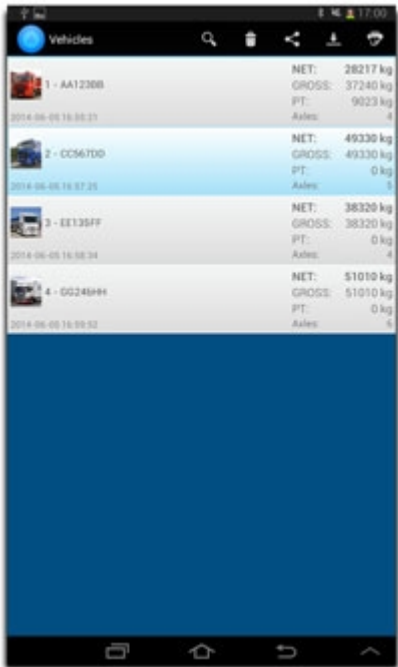 17:00
Vehicles
1 - AA123BB
NET: 28217 kg
GROSS: 37240 kg
PT: 9023 kg
Axles: 4
2014-06-05 16:55:31
2 - CC567DD
NET: 49330 kg
GROSS: 49330 kg
PT: 0 kg
Axles: 5
2014-06-05 16:57:25
3 - EE135FF
NET: 38320 kg
GROSS: 38320 kg
PT: 0 kg
Axles: 4
2014-06-05 16:58:34
4 - GG246HH
NET: 51010 kg
GROSS: 51010 kg
PT: 0 kg
Axles: 6
2014-06-05 16:59:52